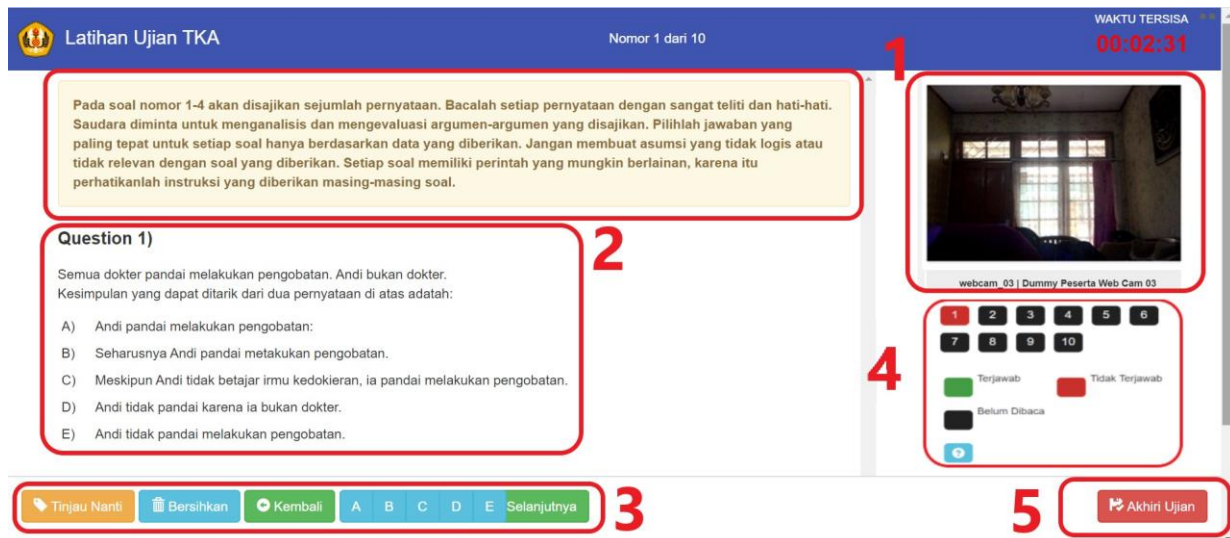 Latihan Ujian TKA
Nomor 1 dari 10
WAKTU TERSISA
00:02:31
1
Pada soal nomor 1-4 akan disajikan sejumlah pernyataan. Bacalah setiap pernyataan dengan sangat teliti dan hati-hati.
Saudara diminta untuk menganalisis dan mengevaluasi argumen-argumen yang disajikan. Pilihlah jawaban yang
paling tepat untuk setiap soal hanya berdasarkan data yang diberikan. Jangan membuat asumsi yang tidak logis atau
tidak relevan dengan soal yang diberikan. Setiap soal memiliki perintah yang mungkin berlainan, karena itu
perhatikanlah instruksi yang diberikan masing-masing soal.
Question 1)
2
Semua dokter pandai melakukan pengobatan. Andi bukan dokter.
Kesimpulan yang dapat ditarik dari dua pernyataan di atas adatah:
A) Andi pandai melakukan pengobatan:
B) Seharusnya Andi pandai metakukan pengobatan.
C) Meskipun Andi tidak betajar irmu kedokieran, ia pandai melakukan pengobatan.
D) Andi tidak pandai karena ia bukan dokter.
E) Andi tidak pandai melakukan pengobatan.
webcam_03 | Dummy Peserta Web Cam 03
1 2 3 4 5 6
7 8 9 10
4
Terjawab Tidak Terjawab
Belum Dibaca
?
Tinjau Nanti Bersihkan Kembali A B C D E Selanjutnya
3
5
Akhiri Ujian